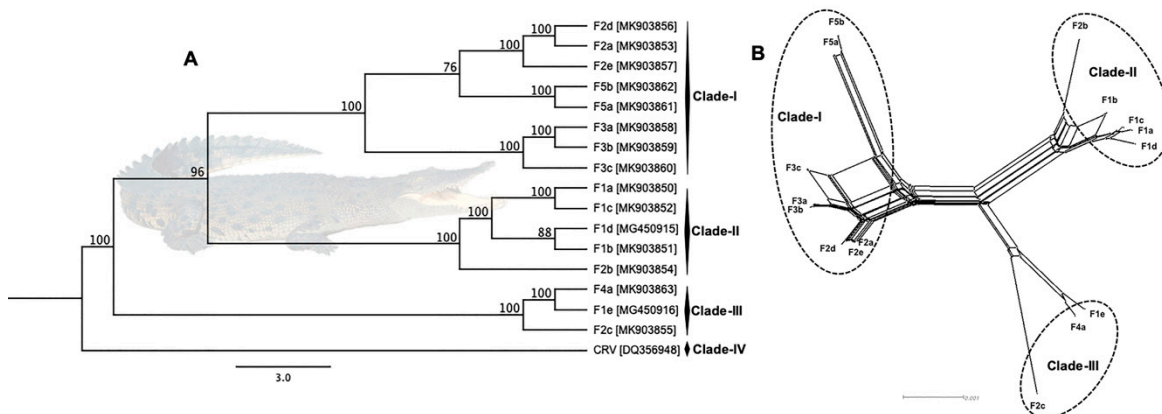 A
100
F2d [MK903856]
100
F2a [MK903853]
76
F2e [MK903857]
100
F5b [MK903862]
F5a [MK903861]
100
Clade-I
100
F3a [MK903858]
100
F3b [MK903859]
F3c [MK903860]
96
100
F1a [MK903850]
100
F1c [MK903852]
100
88
F1d [MG450915]
F1b [MK903851]
Clade-II
F2b [MK903854]
100
100
F4a [MK903863]
100
F1e [MG450916]
F2c [MK903855]
Clade-III
CRV [DQ356948]
Clade-IV
3.0
B
F5b
F5a
Clade-I
F3c
F3a
F3b
F2d
F2a
F2e
F2b
Clade-II
F1b
F1c
F1a
F1d
F1e
F4a
Clade-III
F2c
0.001